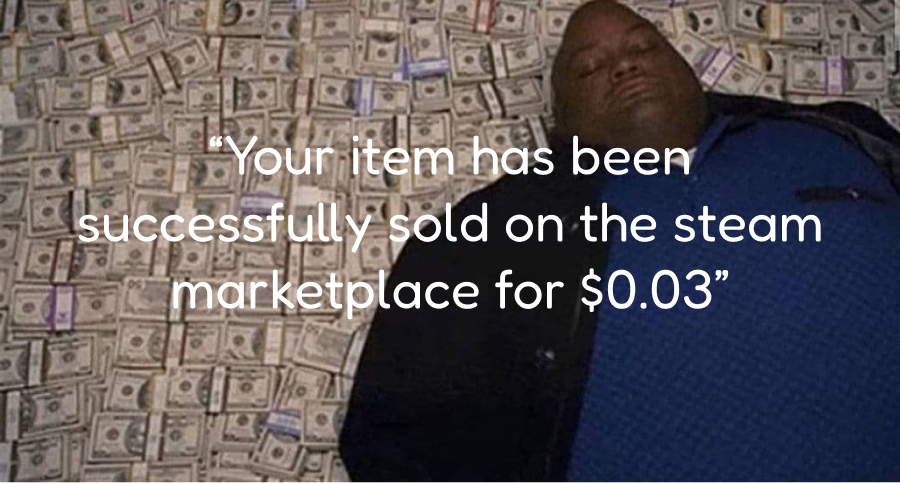 “Your item has been
successfully sold on the steam
marketplace for $0.03”